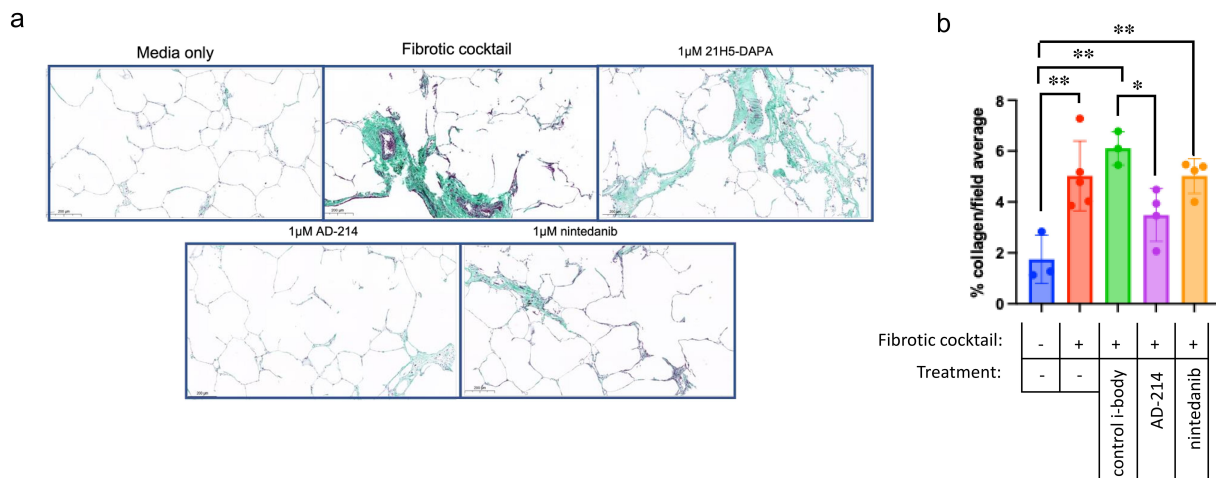 a
Media only
Fibrotic cocktail
1µM 21H5-DAPA
1µM AD-214
1µM nintedanib
b
**
**
**
*
% collagen/field average
8
6
4
2
0
Fibrotic cocktail: - + + + +
Treatment: - - control i-body AD-214 nintedanib